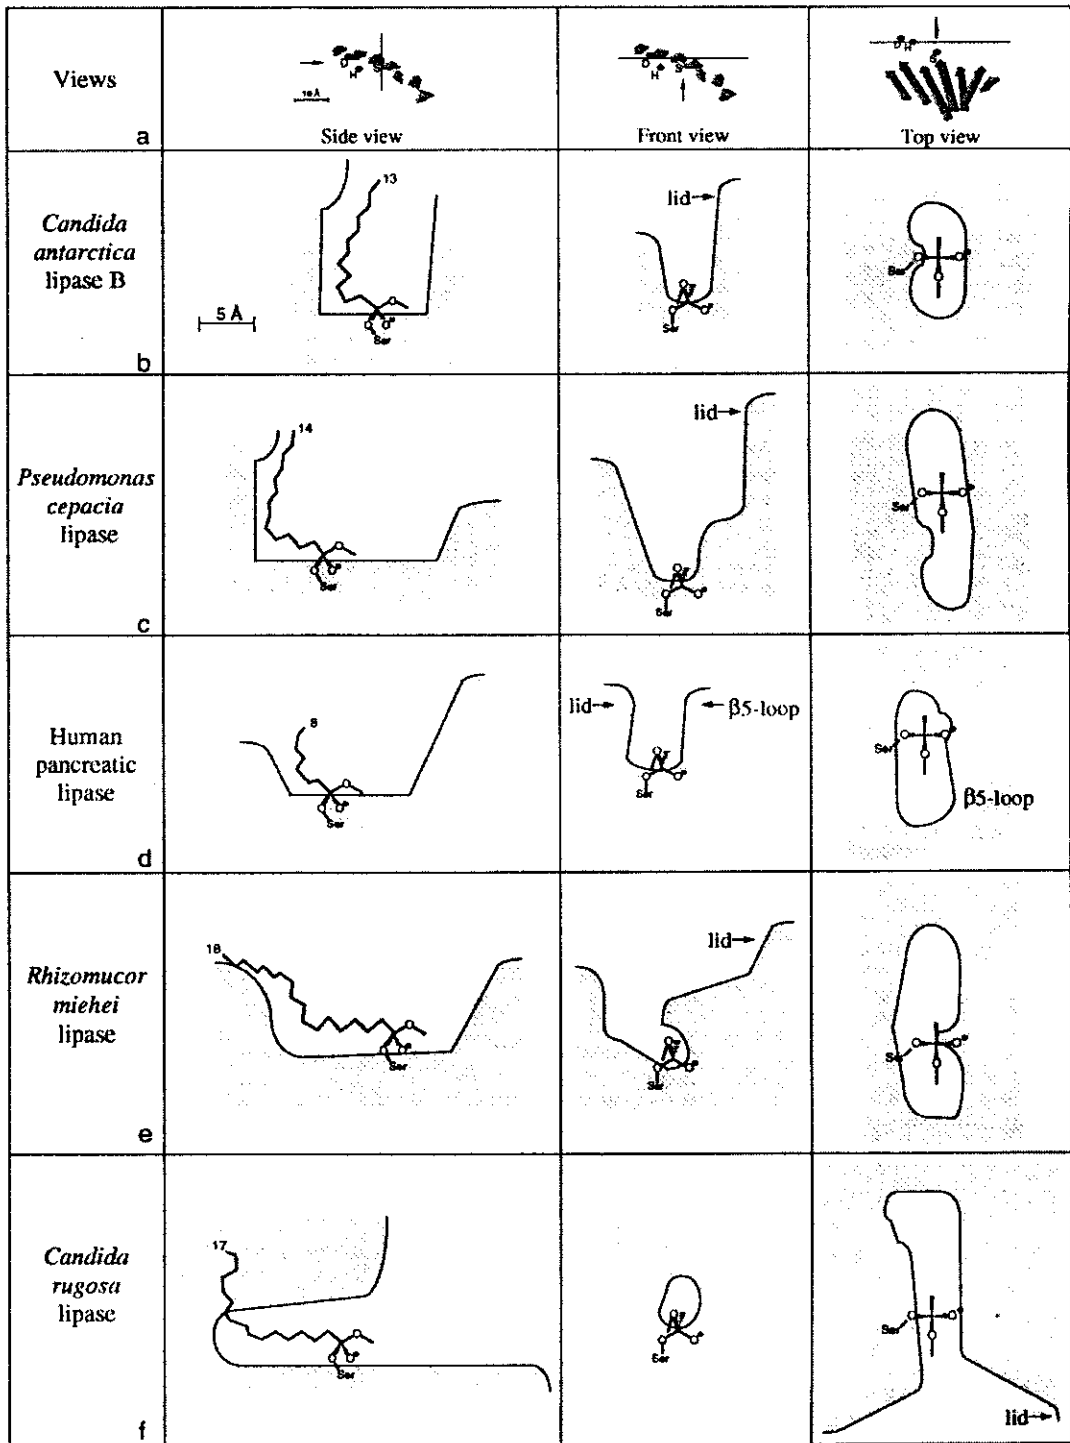 Views
a
O
H
S
10 Å
Side view
O
H
S
Front view
O H
S
Top view
Candida
antarctica
lipase B
b
13
5 Å
O
O O
Ser
lid
O
O O
Ser
O O
O
Ser
Pseudomonas
cepacia
lipase
c
14
O
O O
Ser
lid
O
O O
Ser
O O
O
Ser
Human
pancreatic
lipase
d
8
O
O O
Ser
lid
β5-loop
O
O O
Ser
O O
O
Ser
β5-loop
Rhizomucor
miehei
lipase
e
18
O
O O
Ser
lid
O
O O
Ser
O O
O
Ser
Candida
rugosa
lipase
f
17
O
O O
Ser
O
O O
Ser
O O
O
Ser
lid